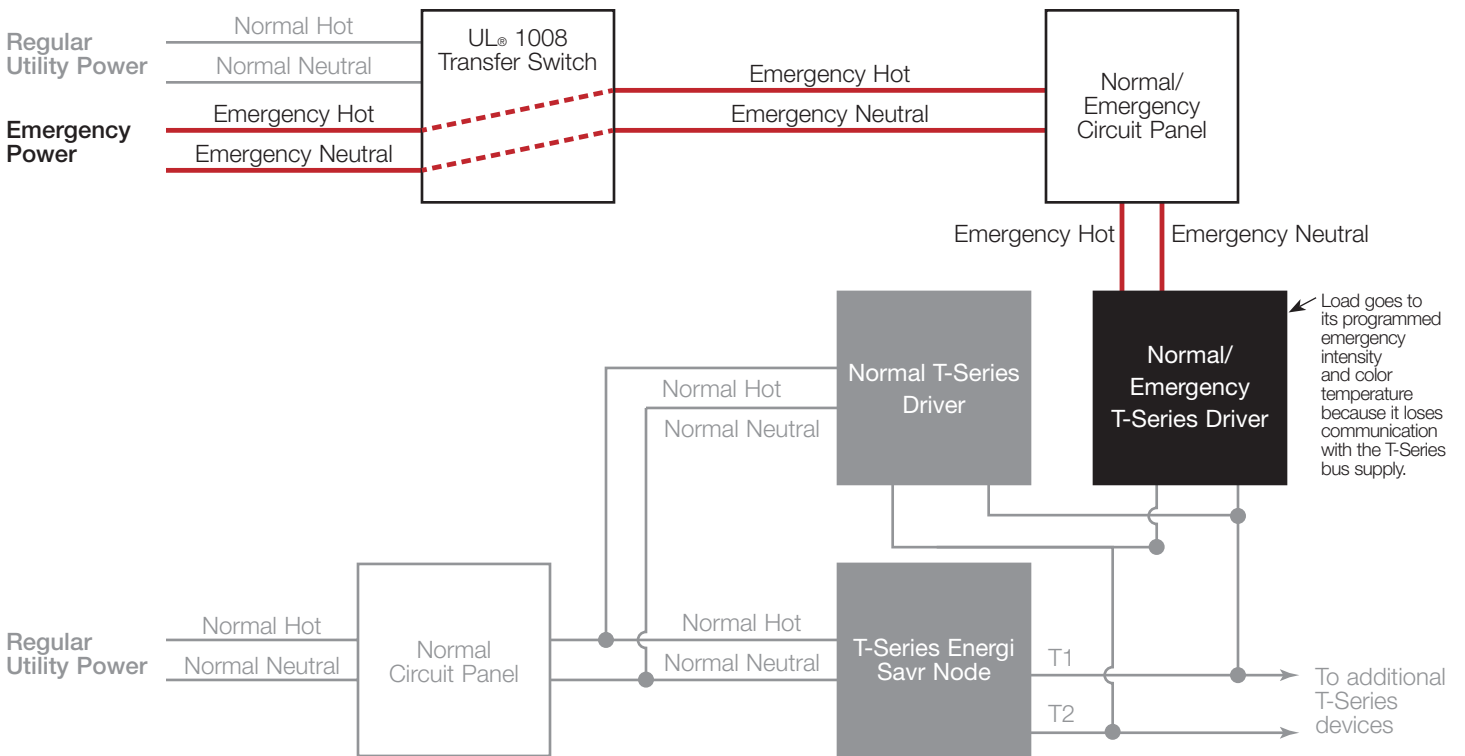 Regular
Utility Power
Normal Hot
Normal Neutral
Emergency
Power
Emergency Hot
Emergency Neutral
UL® 1008
Transfer Switch
Emergency Hot
Emergency Neutral
Normal/
Emergency
Circuit Panel
Emergency Hot
Emergency Neutral
Normal T-Series
Driver
Normal/
Emergency
T-Series Driver
Load goes to
its programmed
emergency
intensity
and color
temperature
because it loses
communication
with the T-Series
bus supply.
Normal Hot
Normal Neutral
Regular
Utility Power
Normal Hot
Normal Neutral
Normal
Circuit Panel
Normal Hot
Normal Neutral
T-Series Energi
Savr Node
T1
T2
To additional
T-Series
devices